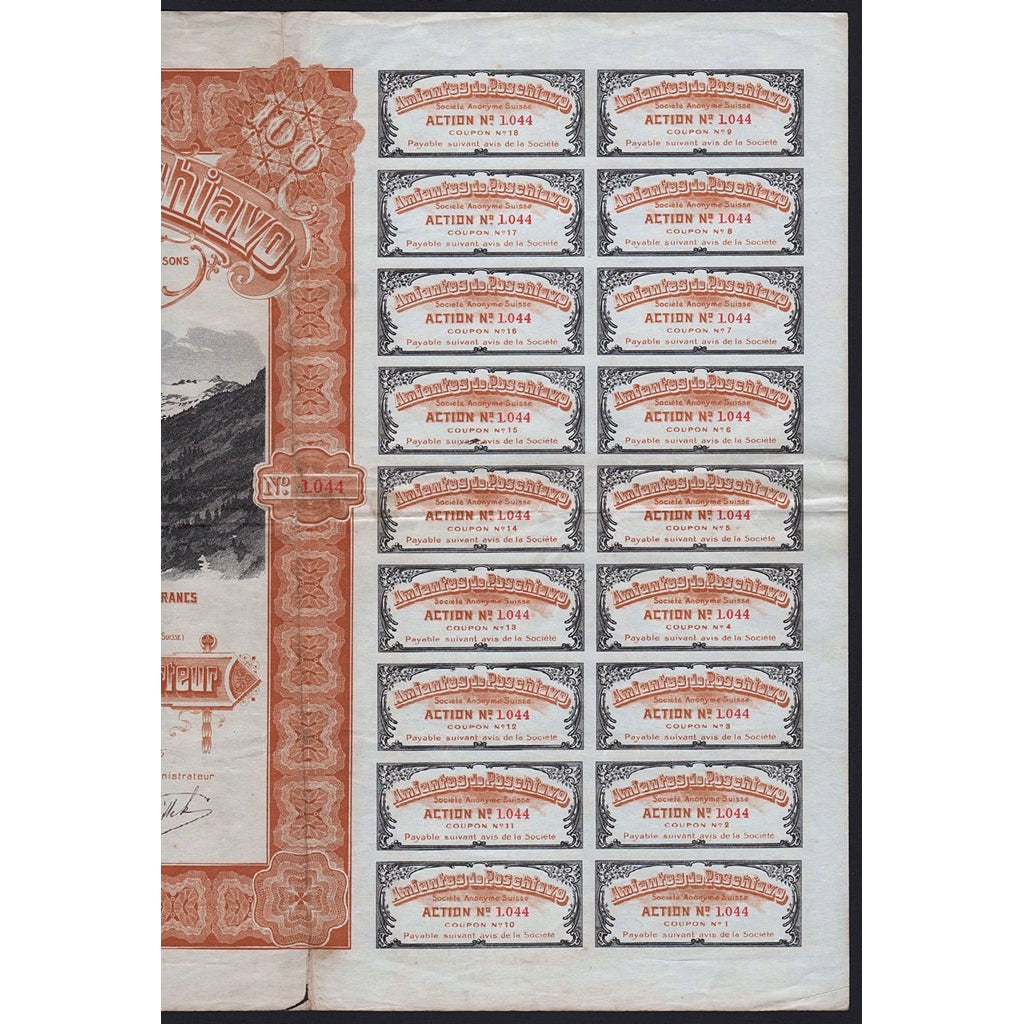 100
chiavo
SONS
Nº 1.044
RANCS
SUISSE)
rteur
nistrateur
Amiantes de Poschiavo
Société Anonyme Suisse
ACTION Nº 1.044
COUPON Nº 18
Payable suivant avis de la Société
Amiantes de Poschiavo
Société Anonyme Suisse
ACTION Nº 1.044
COUPON Nº 9
Payable suivant avis de la Société
Amiantes de Poschiavo
Société Anonyme Suisse
ACTION Nº 1.044
COUPON Nº 17
Payable suivant avis de la Société
Amiantes de Poschiavo
Société Anonyme Suisse
ACTION Nº 1.044
COUPON Nº 8
Payable suivant avis de la Société
Amiantes de Poschiavo
Société Anonyme Suisse
ACTION Nº 1.044
COUPON Nº 16
Payable suivant avis de la Société
Amiantes de Poschiavo
Société Anonyme Suisse
ACTION Nº 1.044
COUPON Nº 7
Payable suivant avis de la Société
Amiantes de Poschiavo
Société Anonyme Suisse
ACTION Nº 1.044
COUPON Nº 15
Payable suivant avis de la Société
Amiantes de Poschiavo
Société Anonyme Suisse
ACTION Nº 1.044
COUPON Nº 6
Payable suivant avis de la Société
Amiantes de Poschiavo
Société Anonyme Suisse
ACTION Nº 1.044
COUPON Nº 14
Payable suivant avis de la Société
Amiantes de Poschiavo
Société Anonyme Suisse
ACTION Nº 1.044
COUPON Nº 5
Payable suivant avis de la Société
Amiantes de Poschiavo
Société Anonyme Suisse
ACTION Nº 1.044
COUPON Nº 13
Payable suivant avis de la Société
Amiantes de Poschiavo
Société Anonyme Suisse
ACTION Nº 1.044
COUPON Nº 4
Payable suivant avis de la Société
Amiantes de Poschiavo
Société Anonyme Suisse
ACTION Nº 1.044
COUPON Nº 12
Payable suivant avis de la Société
Amiantes de Poschiavo
Société Anonyme Suisse
ACTION Nº 1.044
COUPON Nº 3
Payable suivant avis de la Société
Amiantes de Poschiavo
Société Anonyme Suisse
ACTION Nº 1.044
COUPON Nº 11
Payable suivant avis de la Société
Amiantes de Poschiavo
Société Anonyme Suisse
ACTION Nº 1.044
COUPON Nº 2
Payable suivant avis de la Société
Amiantes de Poschiavo
Société Anonyme Suisse
ACTION Nº 1.044
COUPON Nº 10
Payable suivant avis de la Société
Amiantes de Poschiavo
Société Anonyme Suisse
ACTION Nº 1.044
COUPON Nº 1
Payable suivant avis de la Société